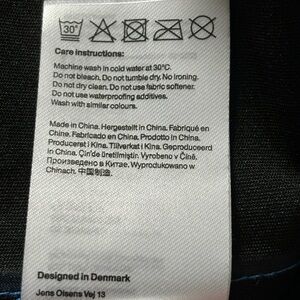 30°
Care instructions:
Machine wash in cold water at 30°C.
Do not bleach. Do not tumble dry. No ironing.
Do not dry clean. Do not use fabric softener.
Do not use waterproofing additives.
Wash with similar colours.
Made in China. Hergestellt in China. Fabriqué en
Chine. Fabricado en China. Prodotto in China.
Produceret i Kina. Tillverkat i Kina. Geproduceerd
in China. Çin'de üretilmiştir. Vyrobeno v Číně.
Произведено в Китае. Wyprodukowano w
Chinach. 中国制造.
Designed in Denmark
Jens Olsens Vej 13